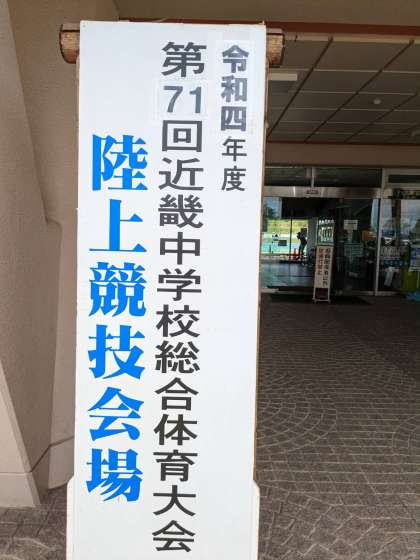 令和四年度
第71回近畿中学校総合体育大会
陸上競技会場